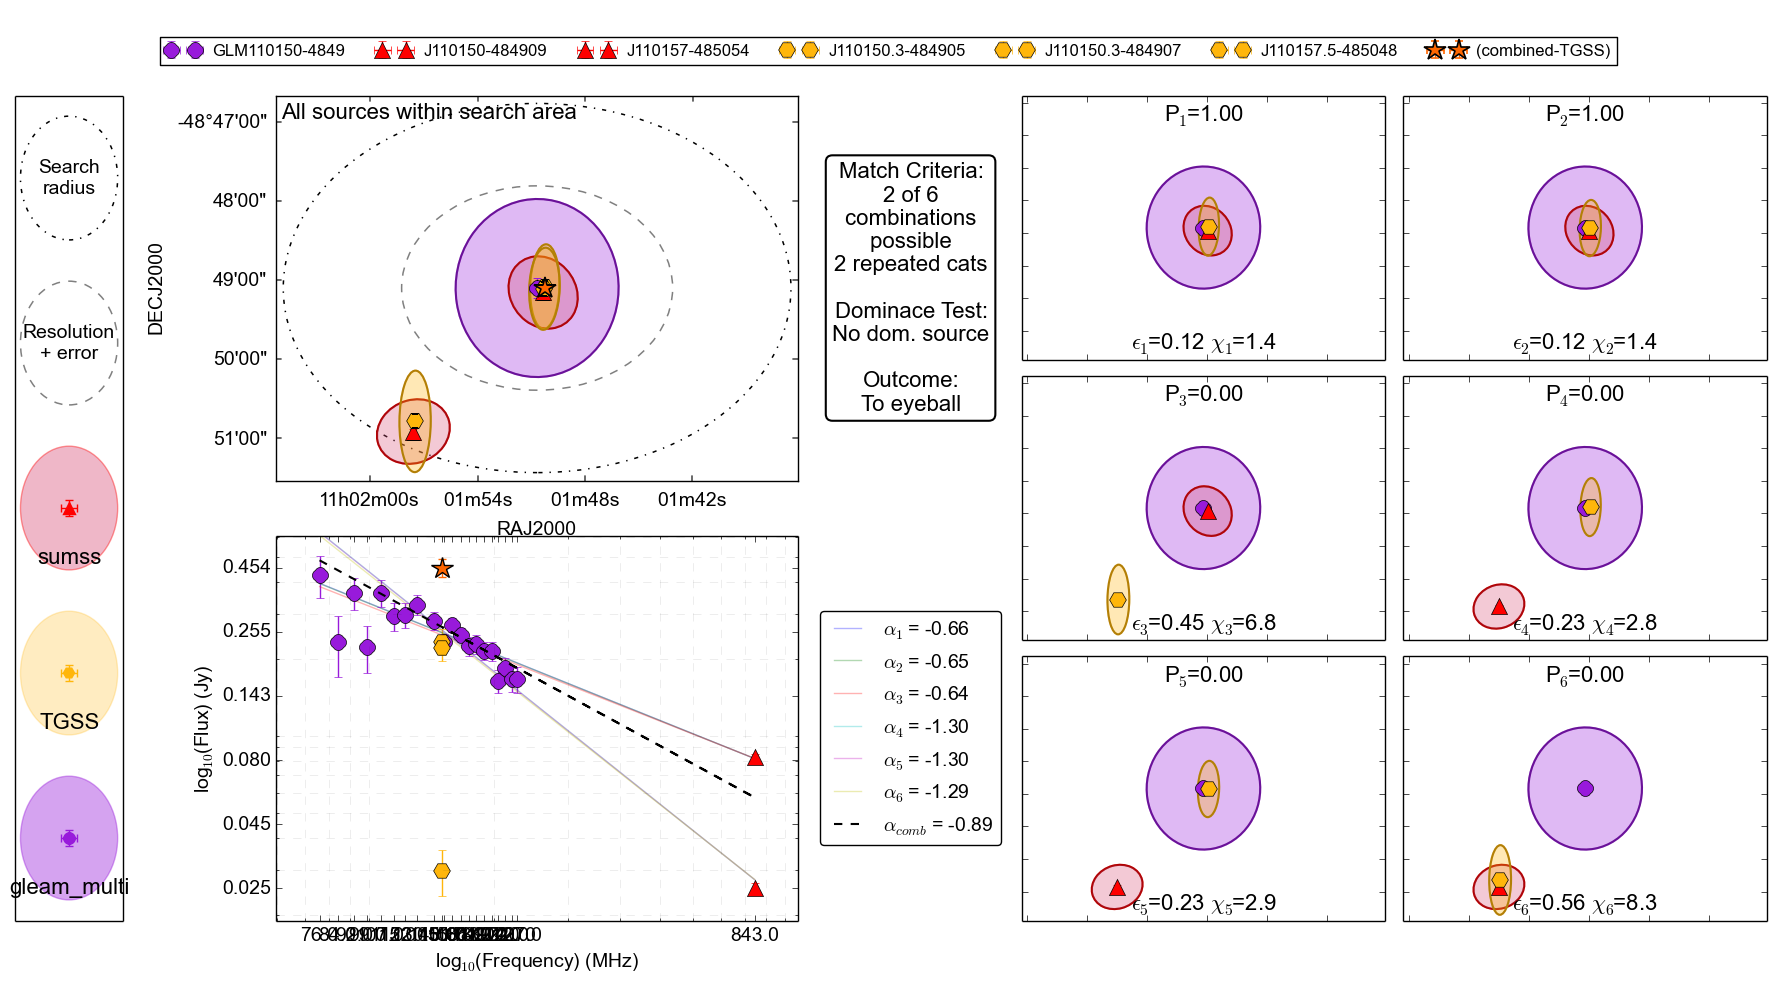 GLM110150-4849 J110150-484909 J110157-485054 J110150.3-484905 J110150.3-484907 J110157.5-485048 (combined-TGSS)
Search
radius
Resolution
+ error
sumss
TGSS
gleam_multi
All sources within search area
DECJ2000
-48°47'00"
48'00"
49'00"
50'00"
51'00"
11h02m00s 01m54s 01m48s 01m42s
RAJ2000
Match Criteria:
2 of 6
combinations
possible
2 repeated cats
Dominace Test:
No dom. source
Outcome:
To eyeball
log₁₀(Flux) (Jy)
0.454
0.255
0.143
0.080
0.045
0.025
843.0
log₁₀(Frequency) (MHz)
α₁ = -0.66
α₂ = -0.65
α₃ = -0.64
α₄ = -1.30
α₅ = -1.30
α₆ = -1.29
α_comb = -0.89
P₁=1.00
ϵ₁=0.12 χ₁=1.4
P₂=1.00
ϵ₂=0.12 χ₂=1.4
P₃=0.00
ϵ₃=0.45 χ₃=6.8
P₄=0.00
ϵ₄=0.23 χ₄=2.8
P₅=0.00
ϵ₅=0.23 χ₅=2.9
P₆=0.00
ϵ₆=0.56 χ₆=8.3